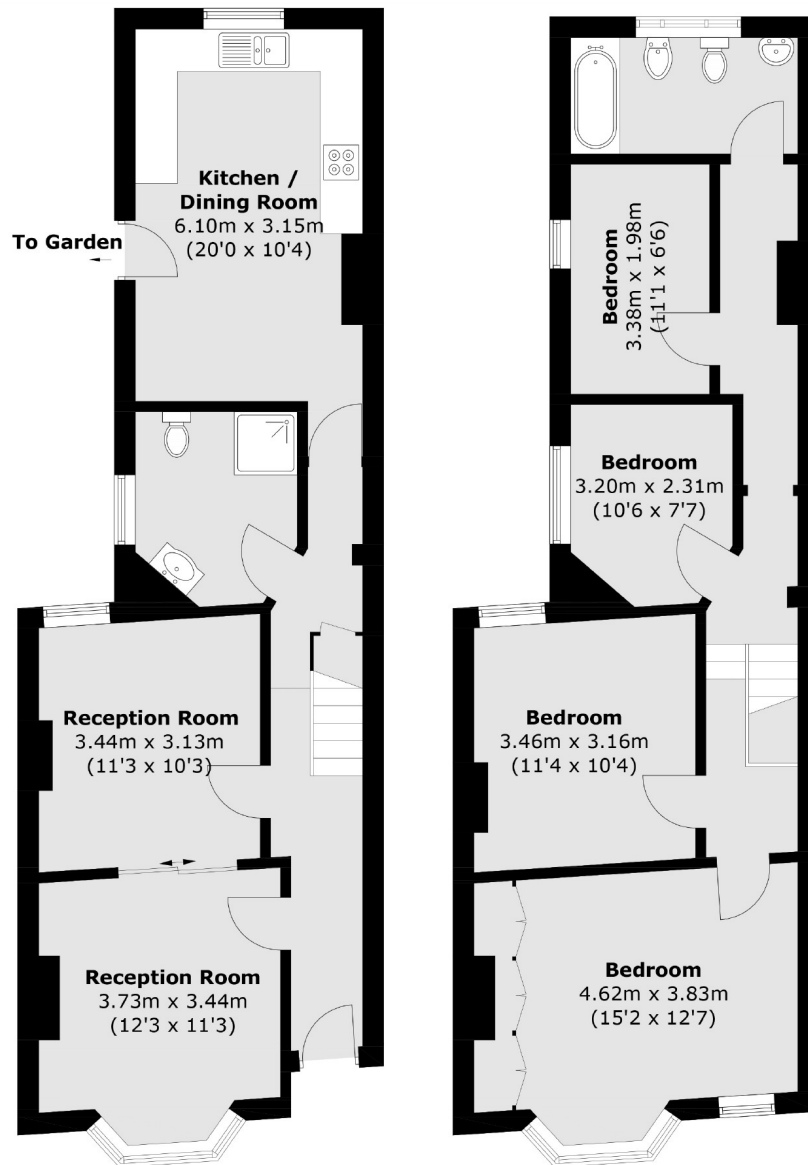 Kitchen /
Dining Room
6.10m x 3.15m
(20'0 x 10'4)
To Garden
Reception Room
3.44m x 3.13m
(11'3 x 10'3)
Reception Room
3.73m x 3.44m
(12'3 x 11'3)
Bedroom
3.38m x 1.98m
(11'1 x 6'6)
Bedroom
3.20m x 2.31m
(10'6 x 7'7)
Bedroom
3.46m x 3.16m
(11'4 x 10'4)
Bedroom
4.62m x 3.83m
(15'2 x 12'7)